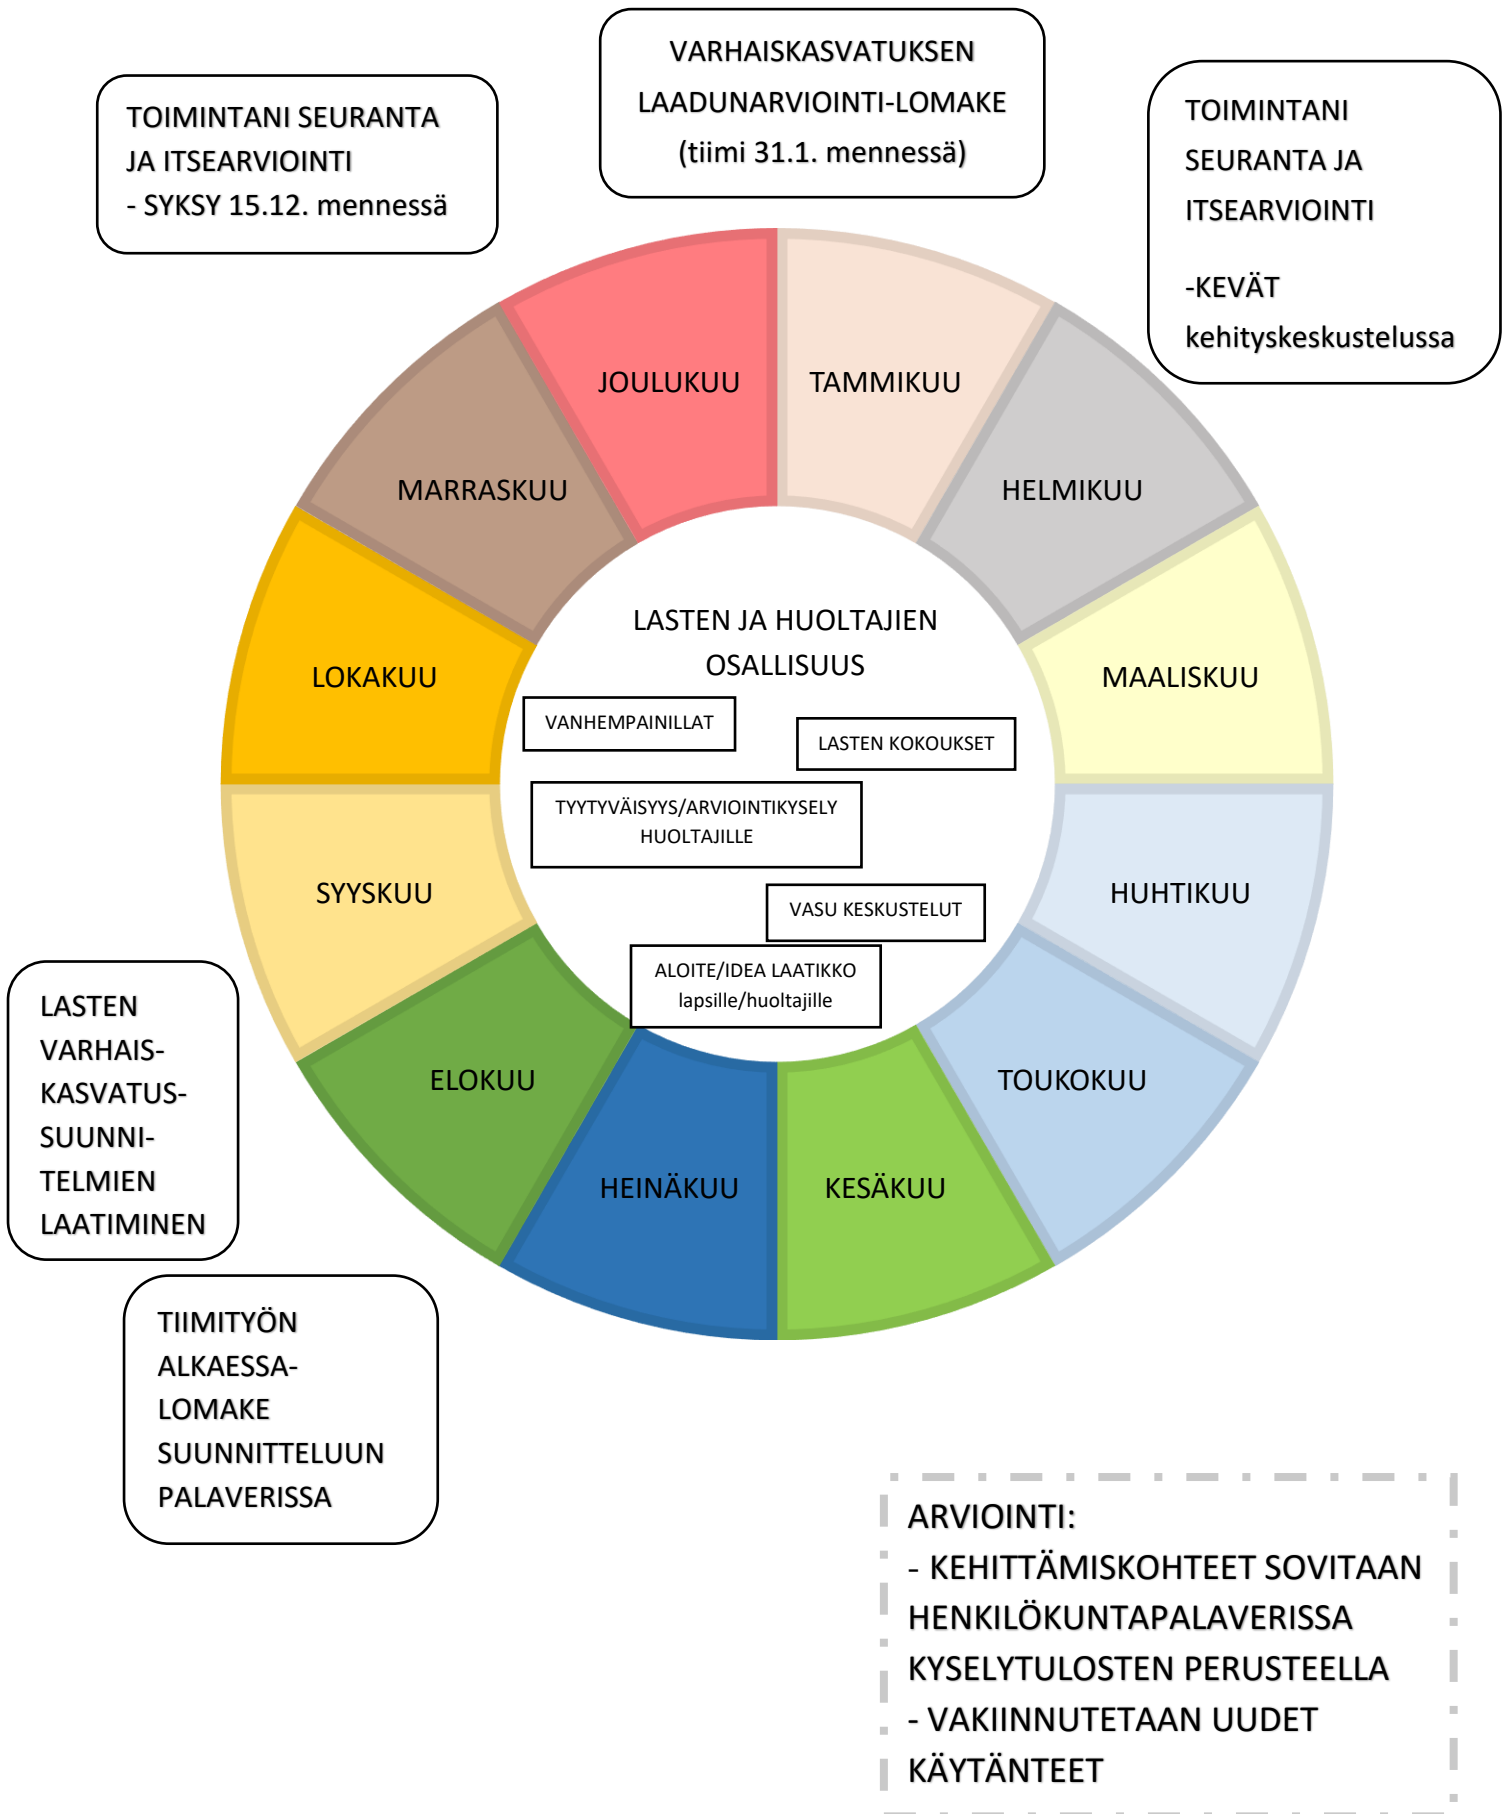 VARHAISKASVATUKSEN
LAADUNARVIOINTI-LOMAKE
(tiimi 31.1. mennessä)
TOIMINTANI SEURANTA
JA ITSEARVIOINTI
- SYKSY 15.12. mennessä
TOIMINTANI
SEURANTA JA
ITSEARVIOINTI
-KEVÄT
kehityskeskustelussa
JOULUKUU
TAMMIKUU
MARRASKUU
HELMIKUU
LOKAKUU
MAALISKUU
SYYSKUU
HUHTIKUU
ELOKUU
TOUKOKUU
HEINÄKUU
KESÄKUU
LASTEN JA HUOLTAJIEN
OSALLISUUS
VANHEMPAINILLAT
LASTEN KOKOUKSET
TYYTYVÄISYYS/ARVIOINTIKYSELY
HUOLTAJILLE
VASU KESKUSTELUT
ALOITE/IDEA LAATIKKO
lapsille/huoltajille
LASTEN
VARHAIS-
KASVATUS-
SUUNNI-
TELMIEN
LAATIMINEN
TIIMITYÖN
ALKAESSA-
LOMAKE
SUUNNITTELUUN
PALAVERISSA
ARVIOINTI:
- KEHITTÄMISKOHTEET SOVITAAN
HENKILÖKUNTAPALAVERISSA
KYSELYTULOSTEN PERUSTEELLA
- VAKIINNUTETAAN UUDET
KÄYTÄNTEET